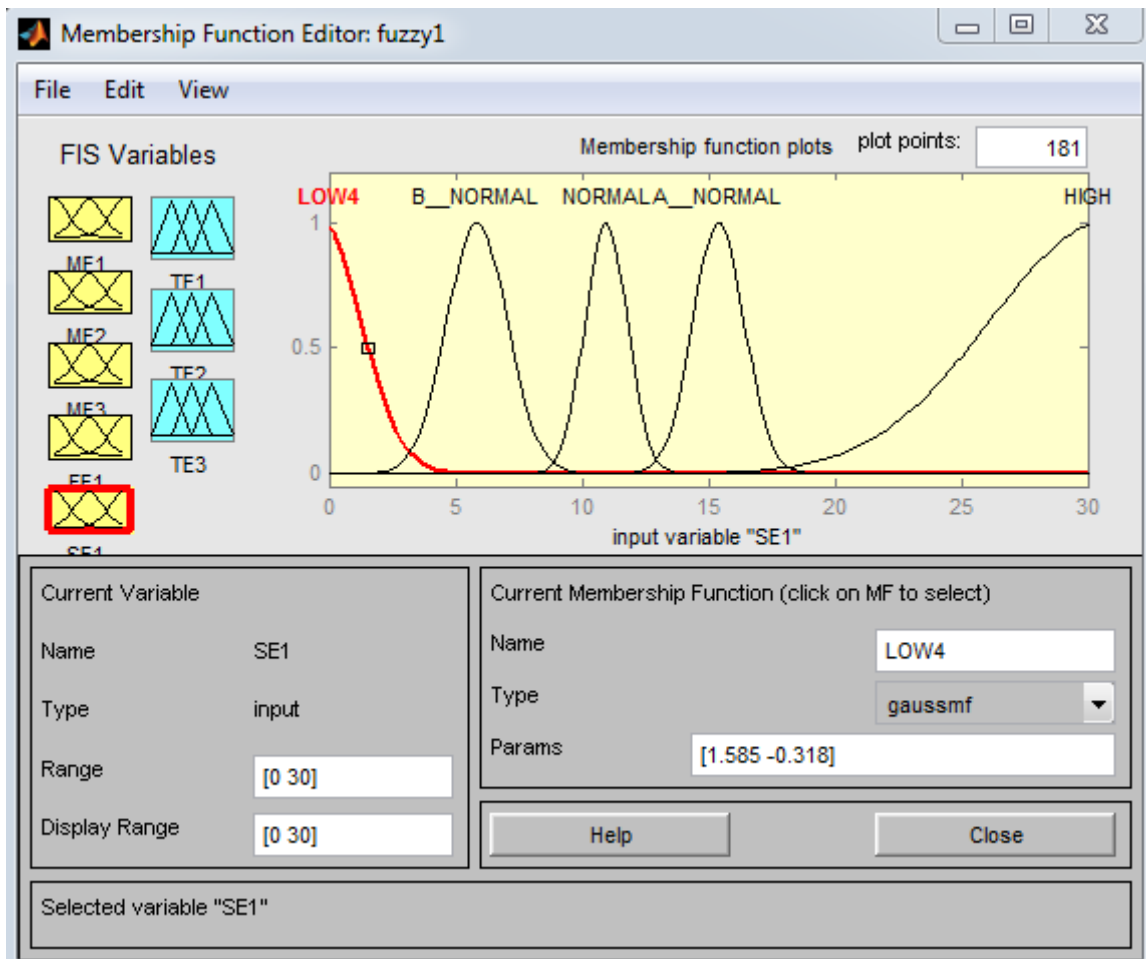 Membership Function Editor: fuzzy1
File Edit View
FIS Variables
Membership function plots plot points: 181
LOW4 B__NORMAL NORMAL A__NORMAL HIGH
1
0.5
0
0 5 10 15 20 25 30
input variable "SE1"
ME1
ME2
ME3
EE1
SE1
TE1
TE2
TE3
Current Variable
Name SE1
Type input
Range [0 30]
Display Range [0 30]
Current Membership Function (click on MF to select)
Name LOW4
Type gaussmf
Params [1.585 -0.318]
Help Close
Selected variable "SE1"